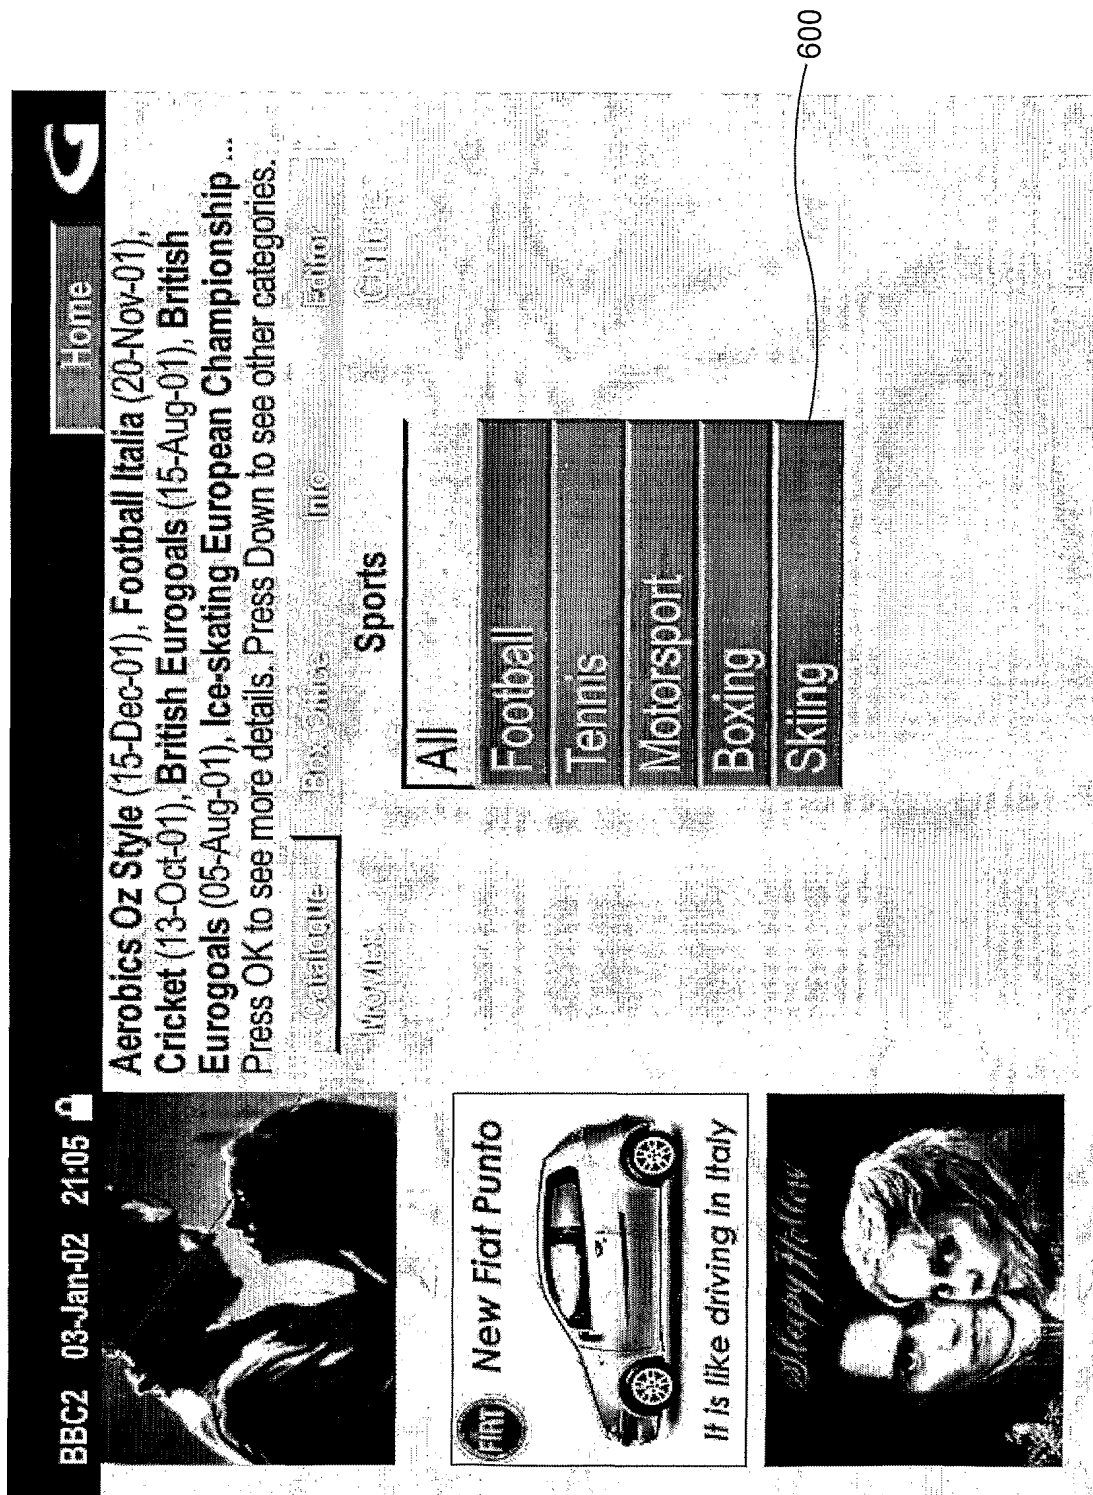 BBC2 03-Jan-02 21:05
Home
Aerobics Oz Style (15-Dec-01), Football Italia (20-Nov-01),
Cricket (13-Oct-01), British Eurogoals (15-Aug-01), British
Eurogoals (05-Aug-01), Ice-skating European Championship ...
Press OK to see more details. Press Down to see other categories.
Catalogue Box Office Info Editor
Movies Sports
All
Football
Tennis
Motorsport
Boxing
Skiing
FIAT New Fiat Punto
It is like driving in Italy
600